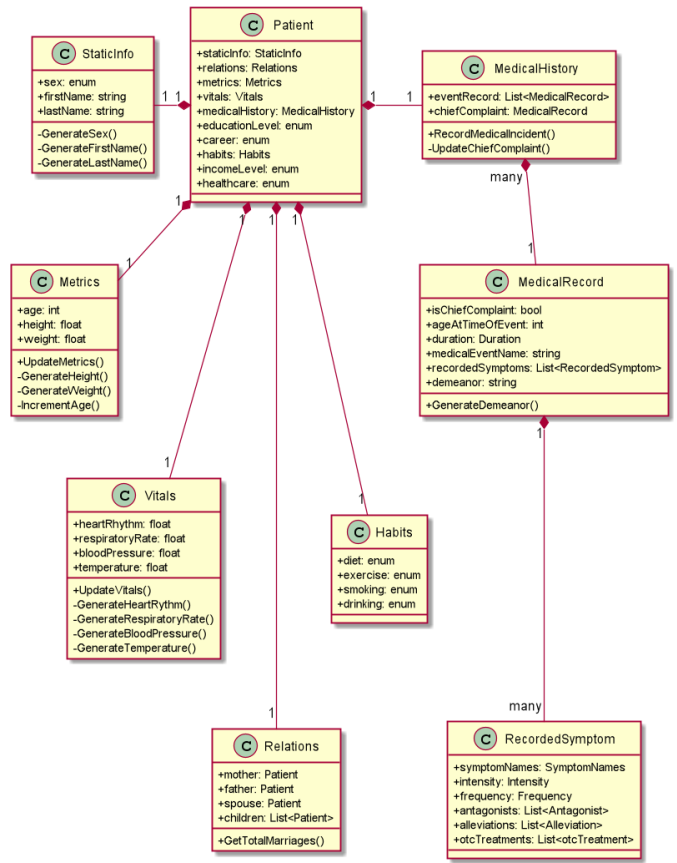 C Patient
+staticInfo: StaticInfo
+relations: Relations
+metrics: Metrics
+vitals: Vitals
+medicalHistory: MedicalHistory
+educationLevel: enum
+career: enum
+habits: Habits
+incomeLevel: enum
+healthcare: enum
C StaticInfo
+sex: enum
+firstName: string
+lastName: string
-GenerateSex()
-GenerateFirstName()
-GenerateLastName()
1 1
1 1
C MedicalHistory
+eventRecord: List<MedicalRecord>
+chiefComplaint: MedicalRecord
+RecordMedicalIncident()
-UpdateChiefComplaint()
many
1
1
1
1
1
1
C Metrics
+age: int
+height: float
+weight: float
+UpdateMetrics()
-GenerateHeight()
-GenerateWeight()
-IncrementAge()
C MedicalRecord
+isChiefComplaint: bool
+ageAtTimeOfEvent: int
+duration: Duration
+medicalEventName: string
+recordedSymptoms: List<RecordedSymptom>
+demeanor: string
+GenerateDemeanor()
1
1
1
C Vitals
+heartRhythm: float
+respiratoryRate: float
+bloodPressure: float
+temperature: float
+UpdateVitals()
-GenerateHeartRythm()
-GenerateRespiratoryRate()
-GenerateBloodPressure()
-GenerateTemperature()
C Habits
+diet: enum
+exercise: enum
+smoking: enum
+drinking: enum
1
many
C Relations
+mother: Patient
+father: Patient
+spouse: Patient
+children: List<Patient>
+GetTotalMarriages()
C RecordedSymptom
+symptomNames: SymptomNames
+intensity: Intensity
+frequency: Frequency
+antagonists: List<Antagonist>
+alleviations: List<Alleviation>
+otcTreatments: List<otcTreatment>